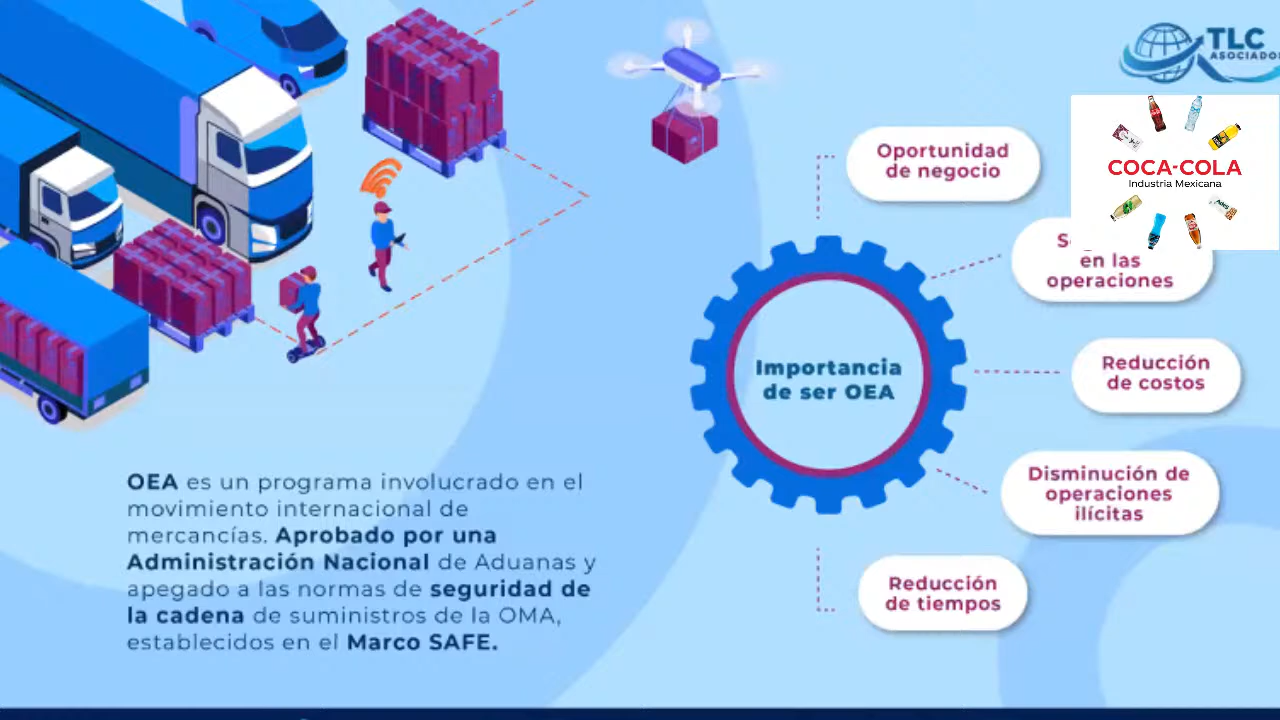 TLC
Oportunidad
de negocio
COCA-COLA
Industria Mexicana
en las
operaciones
Reducción
de costos
Importancia
de ser OEA
Disminución de
operaciones
ilícitas
Reducción
de tiempos
OEA es un programa involucrado en el
movimiento internacional de
mercancías. Aprobado por una
Administración Nacional de Aduanas y
apegado a las normas de seguridad de
la cadena de suministros de la OMA,
establecidos en el Marco SAFE.